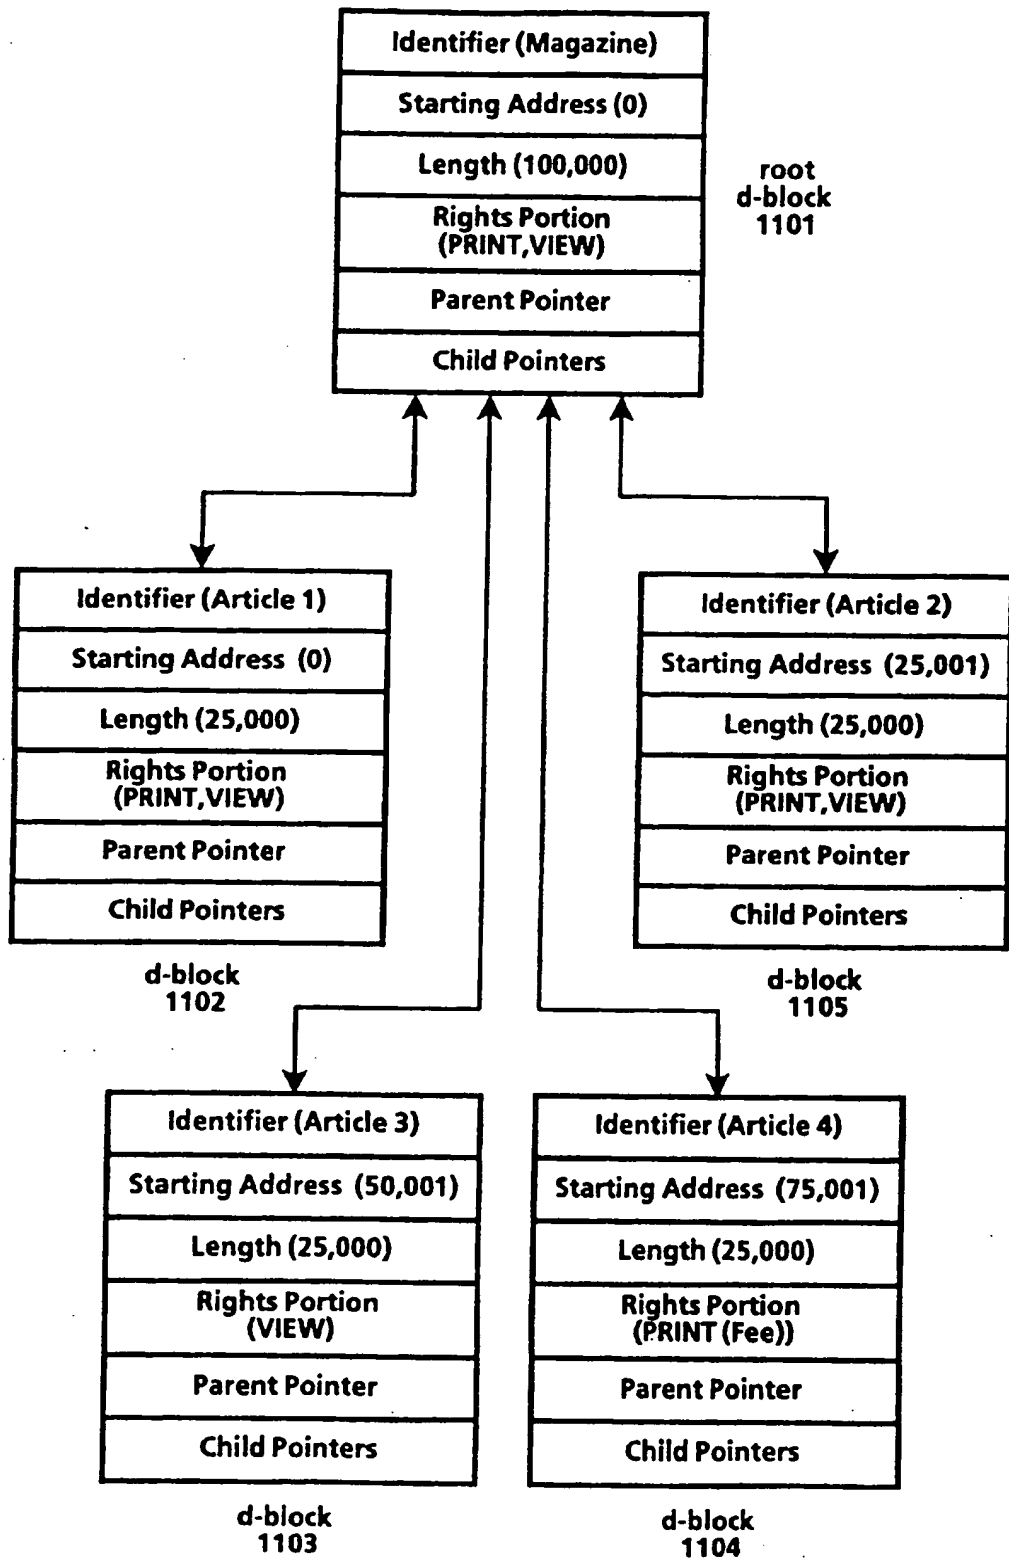 Identifier (Magazine)
Starting Address (0)
Length (100,000)
Rights Portion
(PRINT,VIEW)
Parent Pointer
Child Pointers
root
d-block
1101
Identifier (Article 1)
Starting Address (0)
Length (25,000)
Rights Portion
(PRINT,VIEW)
Parent Pointer
Child Pointers
d-block
1102
Identifier (Article 2)
Starting Address (25,001)
Length (25,000)
Rights Portion
(PRINT,VIEW)
Parent Pointer
Child Pointers
d-block
1105
Identifier (Article 3)
Starting Address (50,001)
Length (25,000)
Rights Portion
(VIEW)
Parent Pointer
Child Pointers
d-block
1103
Identifier (Article 4)
Starting Address (75,001)
Length (25,000)
Rights Portion
(PRINT (Fee))
Parent Pointer
Child Pointers
d-block
1104